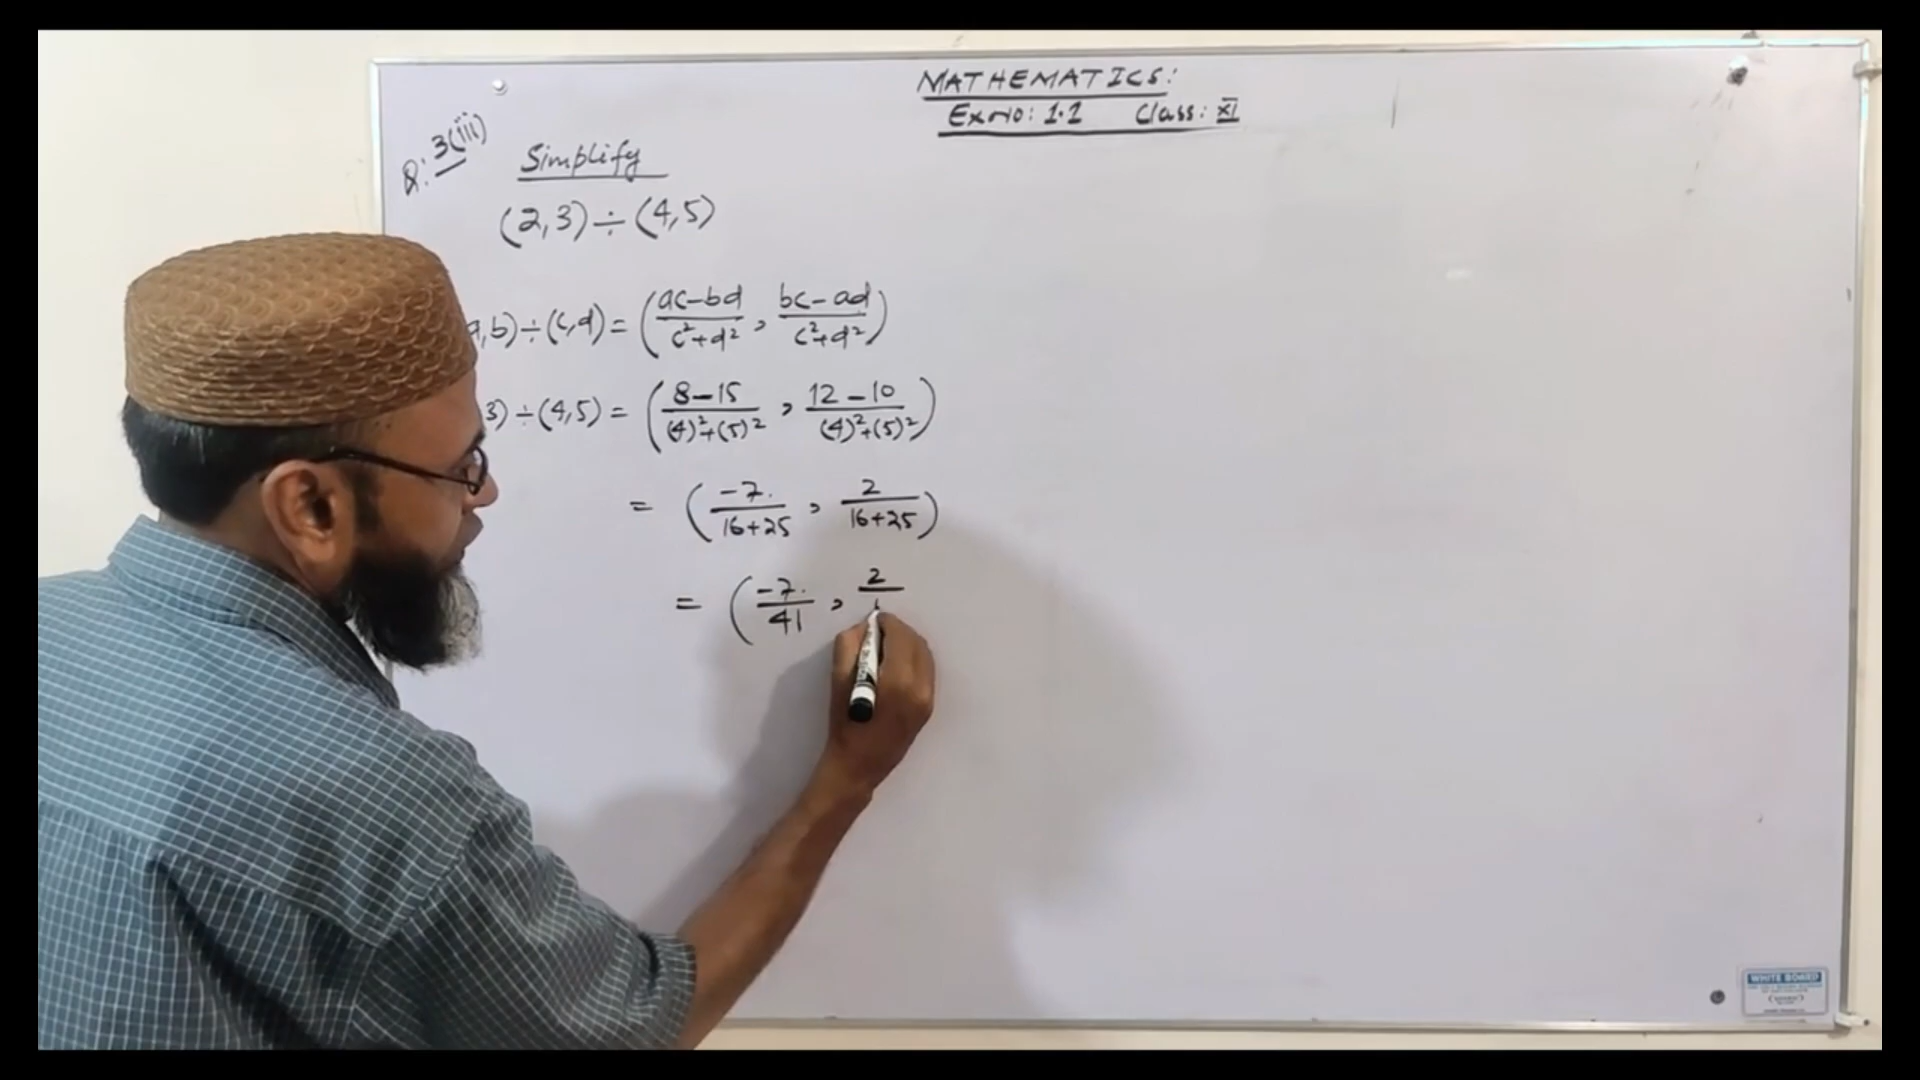 MATHEMATICS:
Ex No: 1.1 Class: XI
Q: 3(iii)
Simplify
(2,3) ÷ (4,5)
,b) ÷ (c,d) = ( ac-bd / c²+d² , bc-ad / c²+d² )
3) ÷ (4,5) = ( 8-15 / (4)²+(5)² , 12-10 / (4)²+(5)² )
= ( -7 / 16+25 , 2 / 16+25 )
= ( -7 / 41 , 2 /
WHITE BOARD